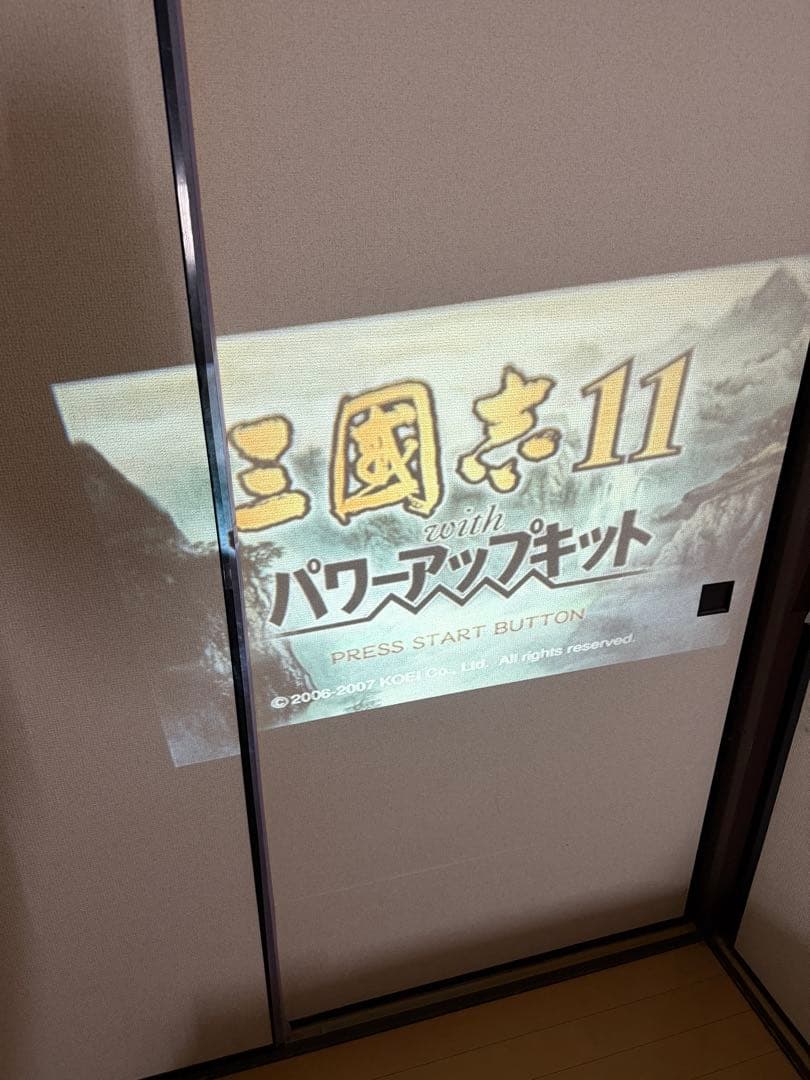 三國志11
with
パワーアップキット
PRESS START BUTTON
©2006-2007 KOEI Co., Ltd. All rights reserved.